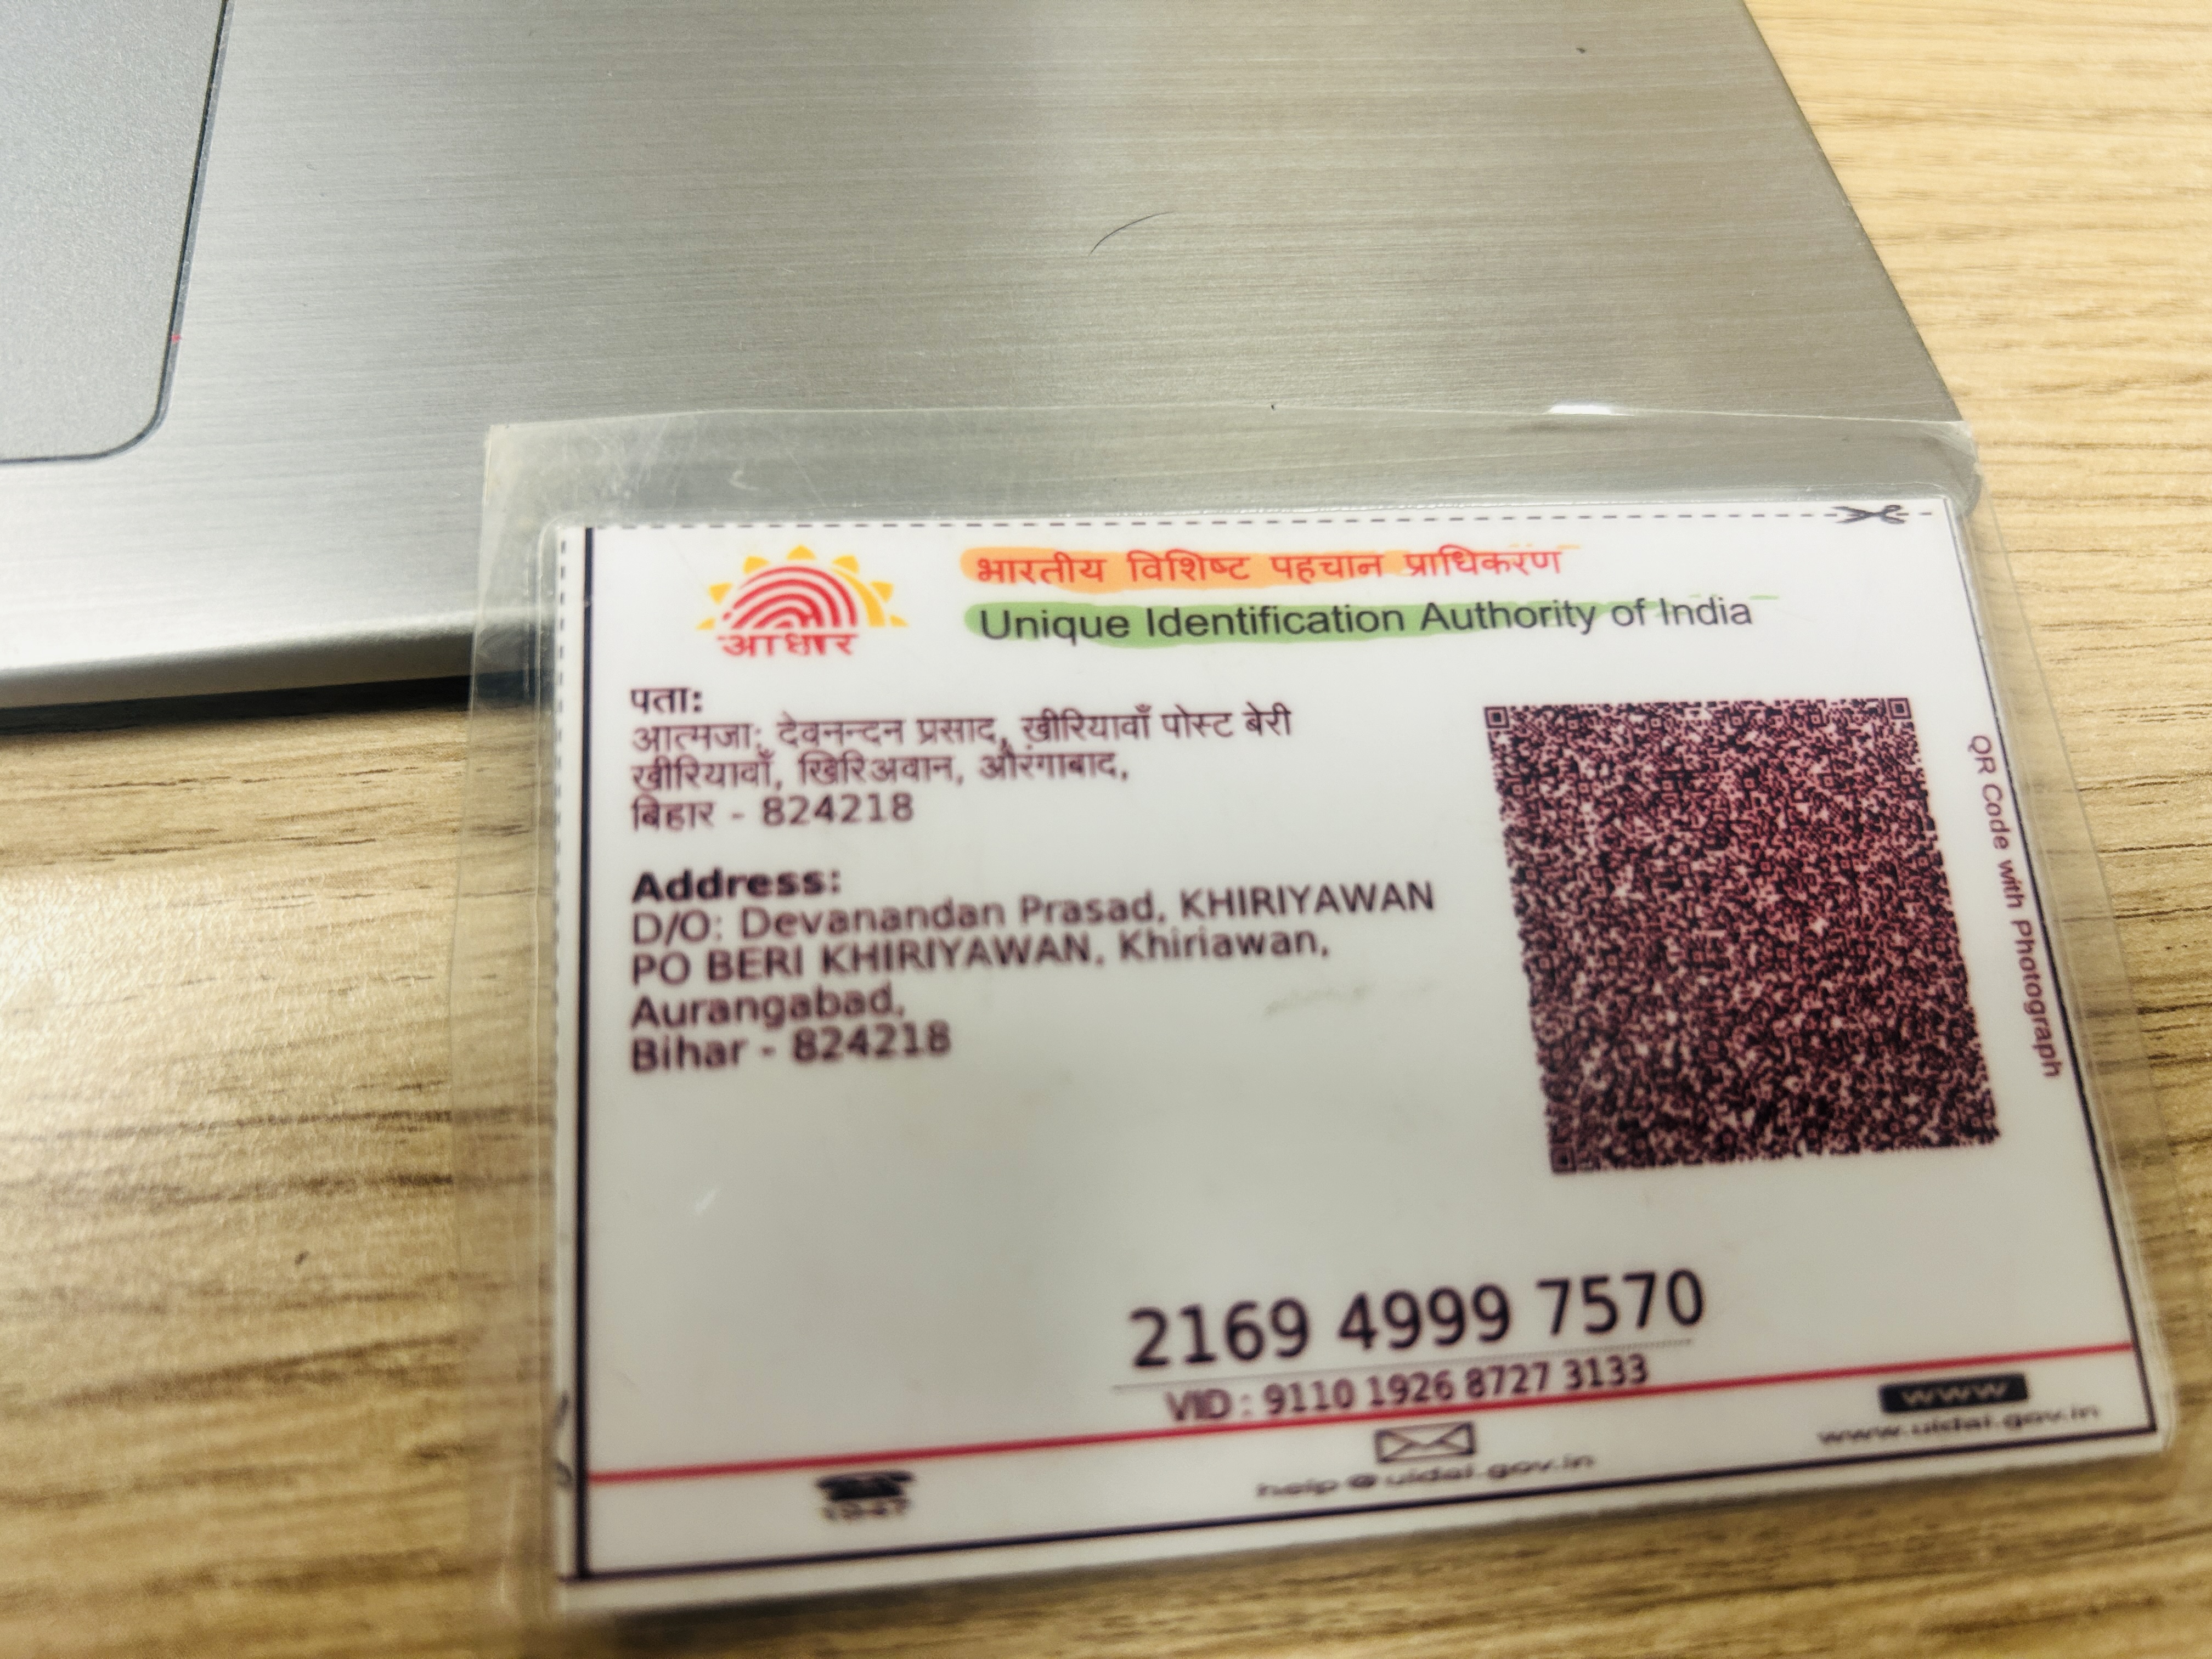 भारतीय विशिष्ट पहचान प्राधिकरण
Unique Identification Authority of India
आधार
पता:
आत्मजा: देवनन्दन प्रसाद, खीरियावाँ पोस्ट बेरी
खीरियावाँ, खिरिअवान, औरंगाबाद,
बिहार - 824218
Address:
D/O: Devanandan Prasad, KHIRIYAWAN
PO BERI KHIRIYAWAN, Khiriawan,
Aurangabad,
Bihar - 824218
QR Code with Photograph
2169 4999 7570
VID : 9110 1926 8727 3133
www
help@uidai.gov.in
www.uidai.gov.in